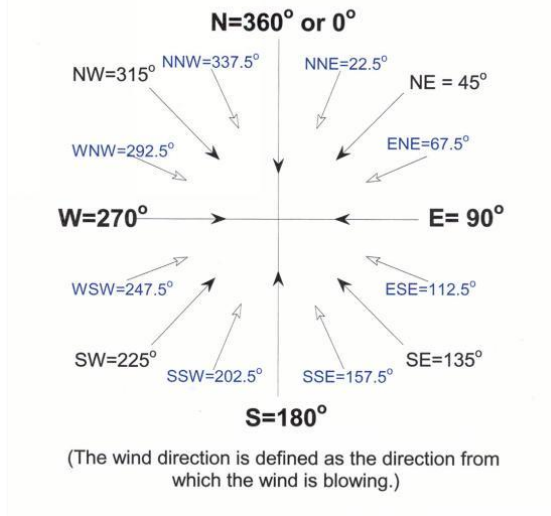 N=360° or 0°
NNW=337.5°
NNE=22.5°
NW=315°
NE = 45°
WNW=292.5°
ENE=67.5°
W=270°
E= 90°
WSW=247.5°
ESE=112.5°
SW=225°
SE=135°
SSW=202.5°
SSE=157.5°
S=180°
(The wind direction is defined as the direction from
which the wind is blowing.)